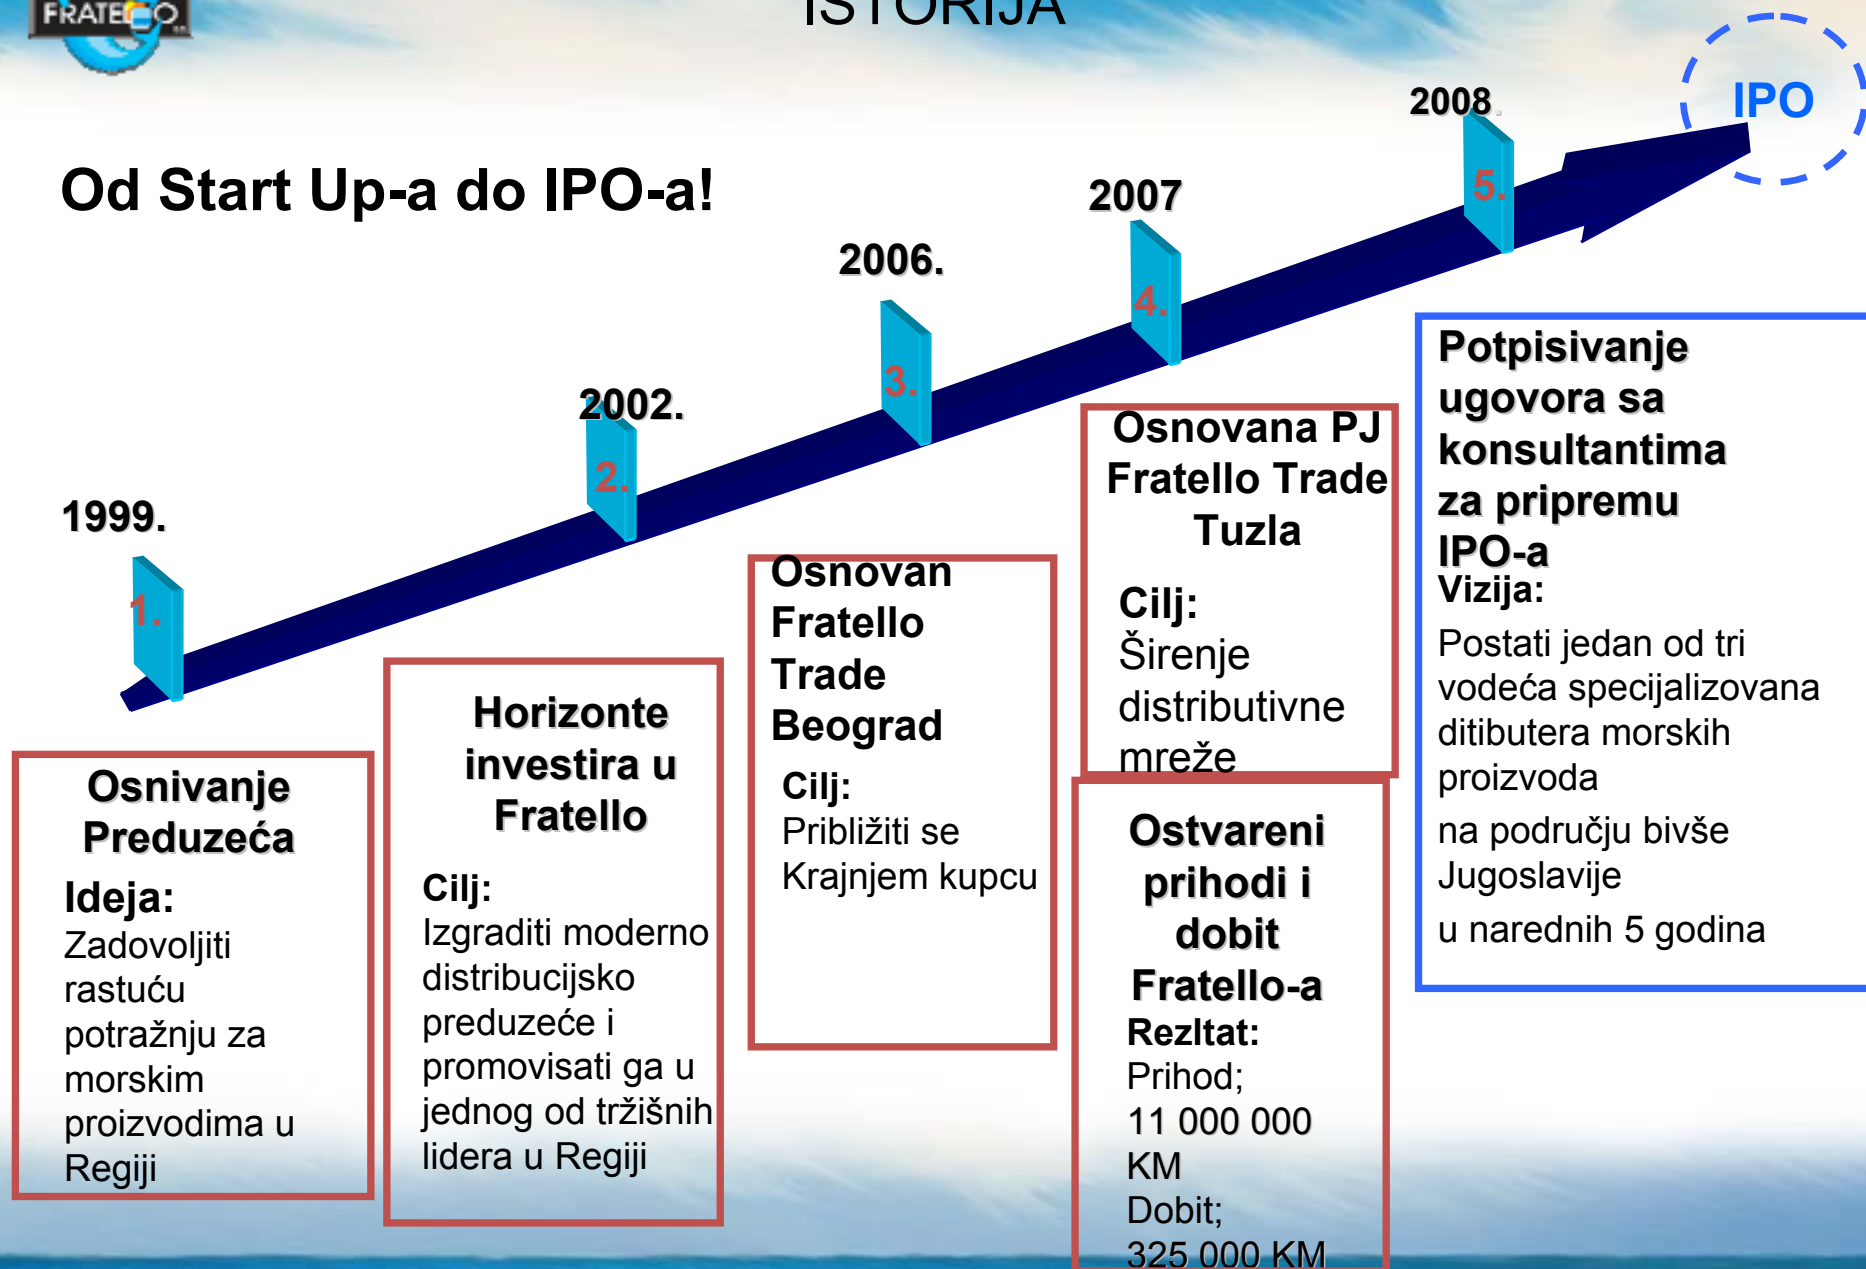 FRATELLO
ISTORIJA
IPO
2008.
Od Start Up-a do IPO-a!
2007
2006.
2002.
1999.
5.
4.
3.
2.
1.
Osnivanje
Preduzeća
Ideja:
Zadovoljiti
rastuću
potražnju za
morskim
proizvodima u
Regiji
Horizonte
investira u
Fratello
Cilj:
Izgraditi moderno
distribucijsko
preduzeće i
promovisati ga u
jednog od tržišnih
lidera u Regiji
Osnovan
Fratello
Trade
Beograd
Cilj:
Približiti se
Krajnjem kupcu
Osnovana PJ
Fratello Trade
Tuzla
Cilj:
Širenje
distributivne
mreže
Ostvareni
prihodi i
dobit
Fratello-a
Rezltat:
Prihod;
11 000 000
KM
Dobit;
325 000 KM
Potpisivanje
ugovora sa
konsultantima
za pripremu
IPO-a
Vizija:
Postati jedan od tri
vodeća specijalizovana
ditibutera morskih
proizvoda
na području bivše
Jugoslavije
u narednih 5 godina